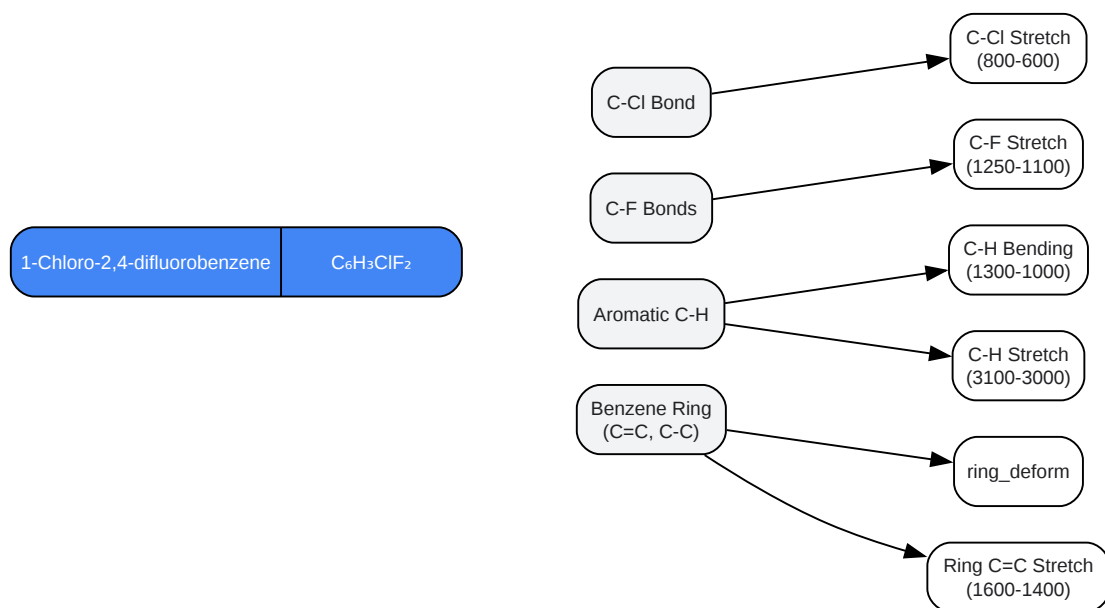 1-Chloro-2,4-difluorobenzene
C₆H₃ClF₂
C-Cl Bond
C-F Bonds
Aromatic C-H
Benzene Ring
(C=C, C-C)
C-Cl Stretch
(800-600)
C-F Stretch
(1250-1100)
C-H Bending
(1300-1000)
C-H Stretch
(3100-3000)
ring_deform
Ring C=C Stretch
(1600-1400)